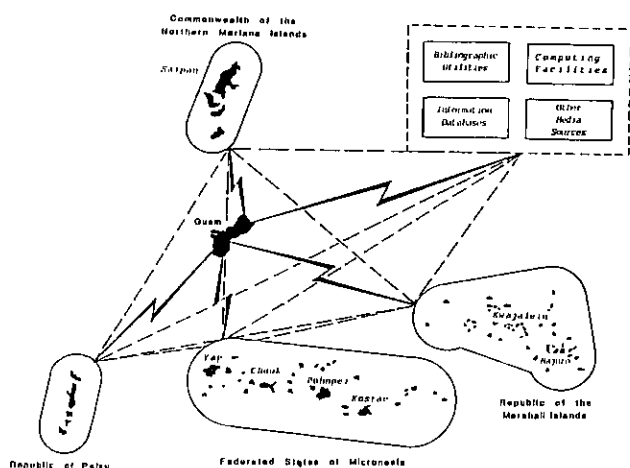 Commonwealth of the
Northern Mariana Islands
Saipan
Bibliographic
Utilities
Computing
Facilities
Information
Databases
Other
Media
Sources
Guam
Kwajalein
Majuro
Yap
Chuuk
Pohnpei
Kosrae
Republic of the
Marshall Islands
Republic of Palau
Federated States of Micronesia